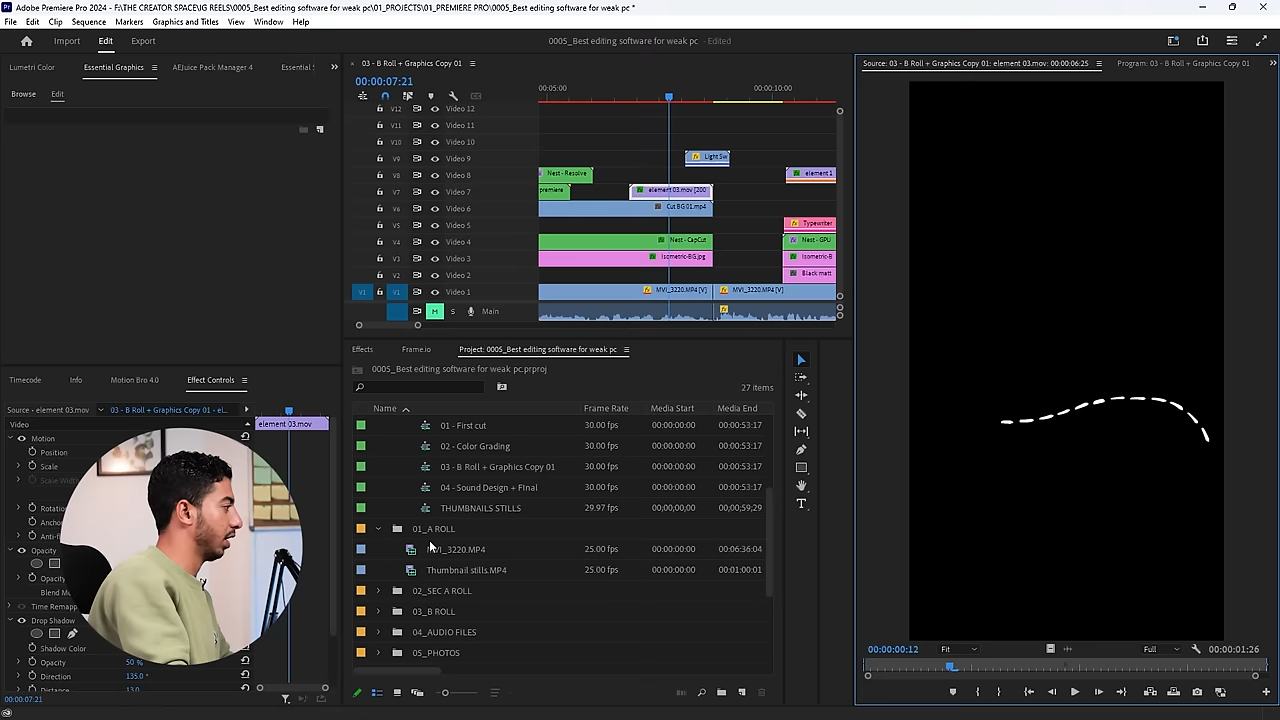 Adobe Premiere Pro 2024 - F:\THE CREATOR SPACE\IG REELS\0005_Best editing software for weak pc\01_PROJECTS\01_PREMIERE PRO\0005_Best editing software for weak pc *
File Edit Clip Sequence Markers Graphics and Titles View Window Help
Import Edit Export
0005_Best editing software for weak pc - Edited
Lumetri Color Essential Graphics AEJuice Pack Manager 4 Essential
Browse Edit
03 - B Roll + Graphics Copy 01
00:00:07:21
00:05:00 00:00:10:00
V12 Video 12
V11 Video 11
V10 Video 10
V9 Video 9 Light Sw
V8 Video 8 Nest - Resolve element 1
V7 Video 7 premiere element 03.mov [200
V6 Video 6 Cut BG 01.mp4
V5 Video 5 Typewriter
V4 Video 4 Nest - CapCut Nest - GPU
V3 Video 3 Isometric-BG.jpg Isometric-B
V2 Video 2 Black matt
V1 V1 Video 1 MVI_3220.MP4 [V] MVI_3220.MP4 [V]
M S Main
Source: 03 - B Roll + Graphics Copy 01: element 03.mov: 00:00:06:25 Program: 03 - B Roll + Graphics Copy 01
00:00:00:12 Fit Full 00:00:01:26
Effects Frame.io Project: 0005_Best editing software for weak pc
0005_Best editing software for weak pc.prproj
27 items
Name Frame Rate Media Start Media End
01 - First cut 30.00 fps 00:00:00:00 00:00:53:17
02 - Color Grading 30.00 fps 00:00:00:00 00:00:53:17
03 - B Roll + Graphics Copy 01 30.00 fps 00:00:00:00 00:00:53:17
04 - Sound Design + FInal 30.00 fps 00:00:00:00 00:00:53:17
THUMBNAILS STILLS 29.97 fps 00;00;00;00 00;00;59;29
01_A ROLL
VI_3220.MP4 25.00 fps 00:00:00:00 00:06:36:04
Thumbnail stills.MP4 25.00 fps 00:00:00:00 00:01:00:01
02_SEC A ROLL
03_B ROLL
04_AUDIO FILES
05_PHOTOS
Timecode Info Motion Bro 4.0 Effect Controls
Source - element 03.mov 03 - B Roll + Graphics Copy 01 - el...
Video element 03.mov
Motion
Position
Scale
Scale Width
Rotation
Ancho
Anti-fl
Opacity
Opacity
Blend M
Time Remapp
Drop Shadow
Shadow Color
Opacity 50 %
Direction 135.0°
Distance 13.0
00:00:07:21